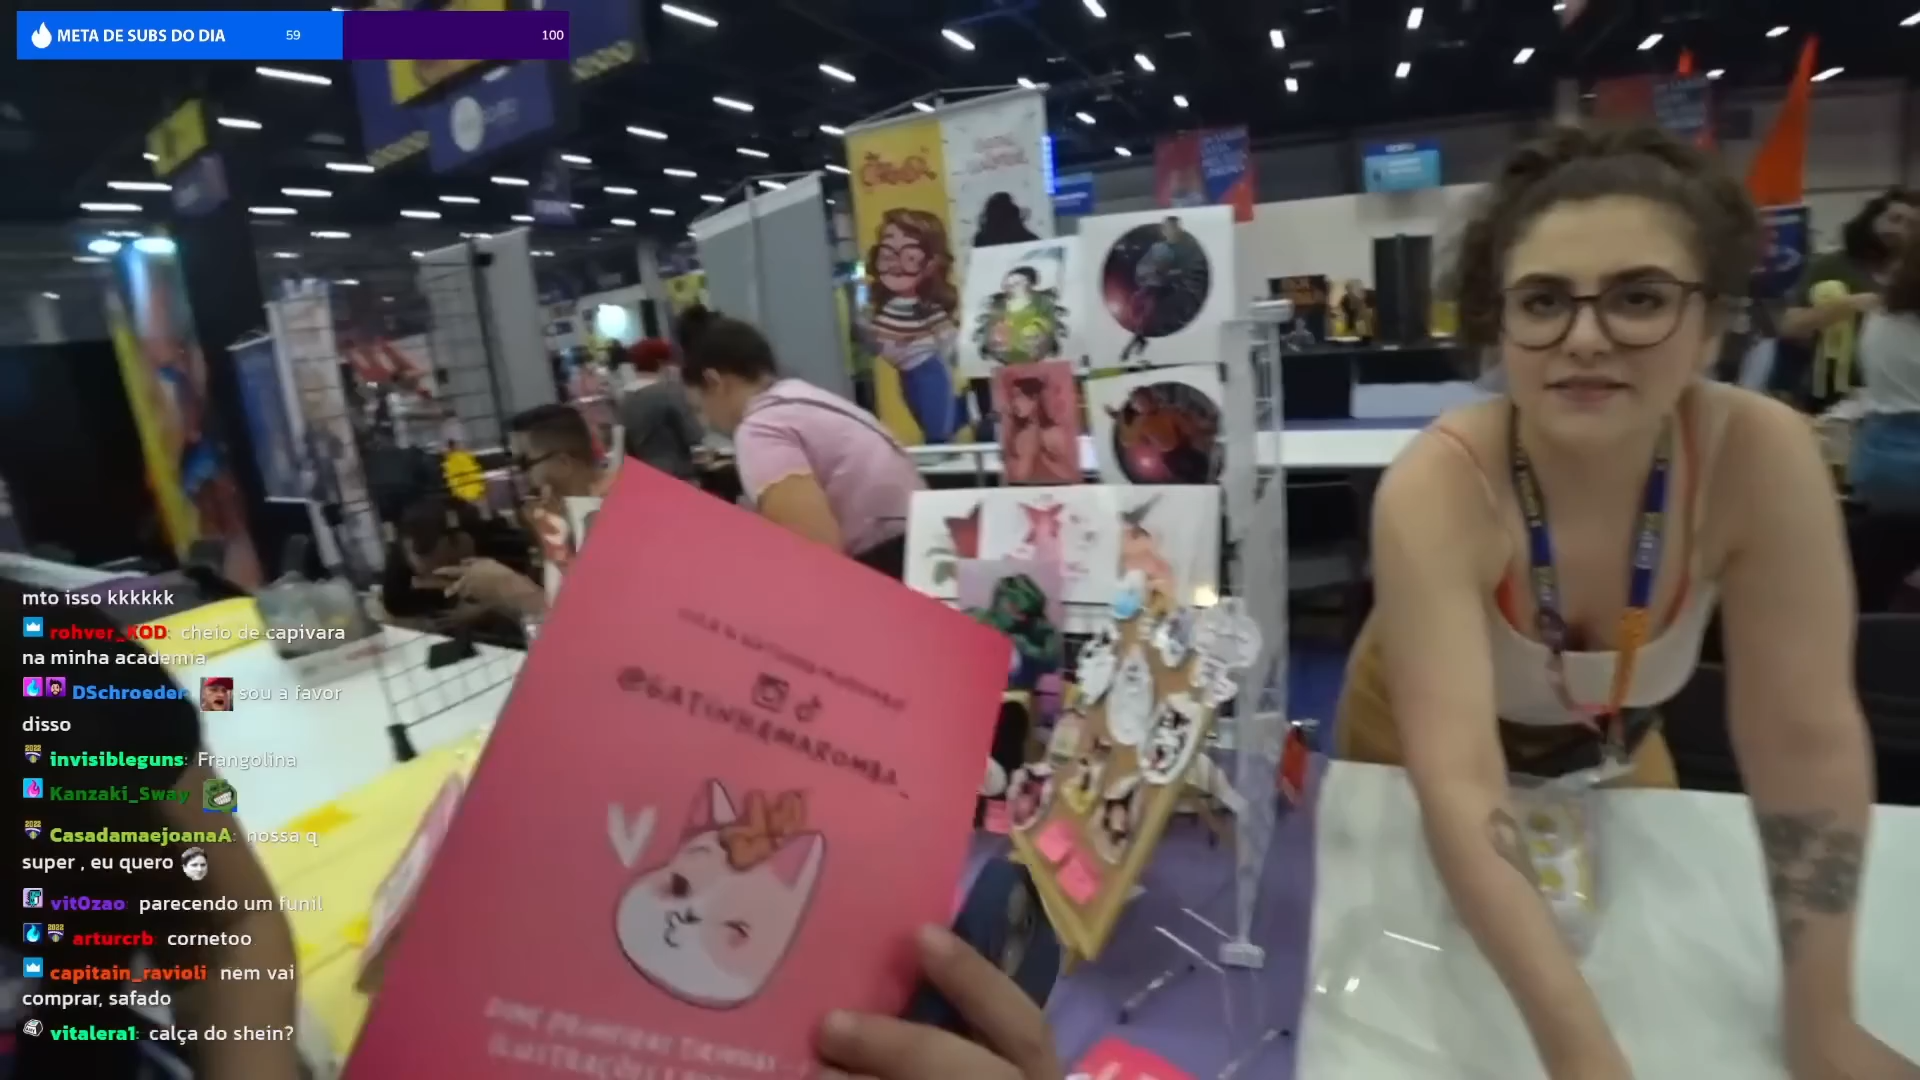 META DE SUBS DO DIA 59 100
@GATINHAMAROMBA_
mto isso kkkkkk
rohver_KOD: cheio de capivara
na minha academia
DSchroeder sou a favor
disso
invisibleguns: Frangolina
Kanzaki_Sway
CasadamaejoanaA: nossa q
super , eu quero
vitOzao: parecendo um funil
arturcrb: cornetoo
capitain_ravioli nem vai
comprar, safado
vitalera1: calça do shein?